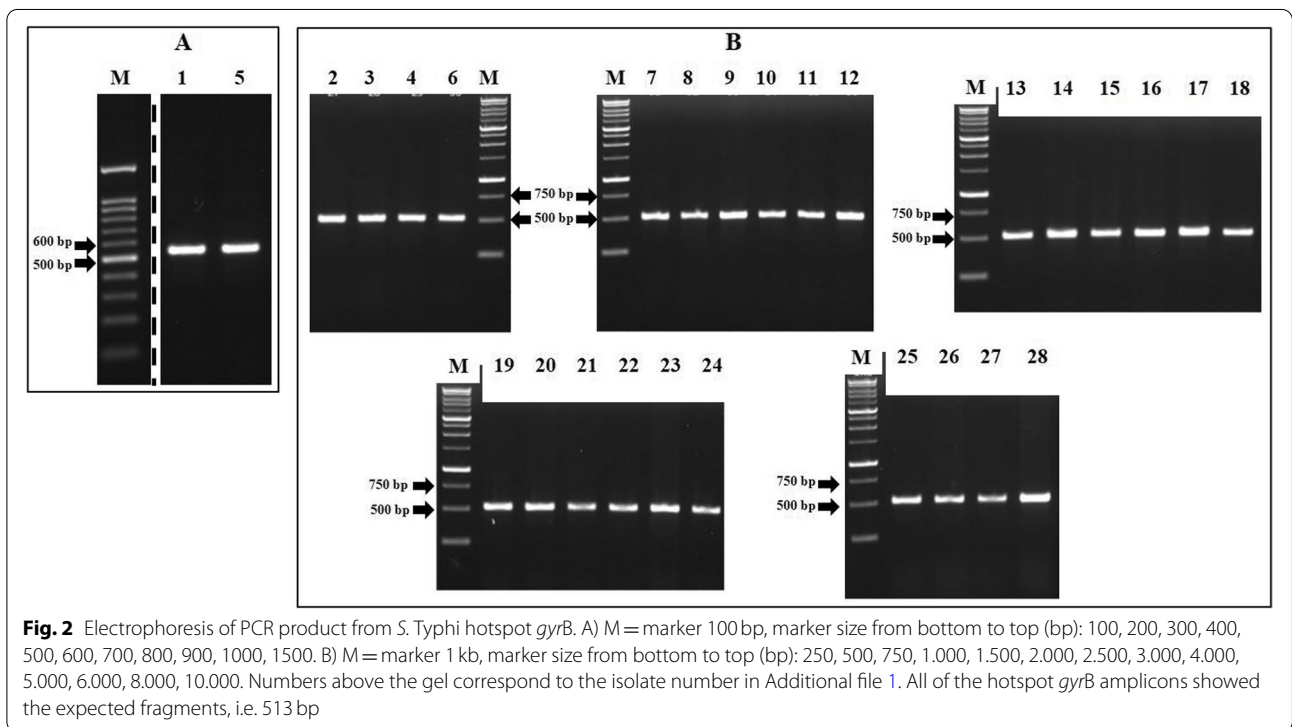 A
B
M 1 5
600 bp
500 bp
2 3 4 6 M
750 bp
500 bp
M 7 8 9 10 11 12
M 13 14 15 16 17 18
750 bp
500 bp
M 19 20 21 22 23 24
750 bp
500 bp
M 25 26 27 28
750 bp
500 bp
Fig. 2 Electrophoresis of PCR product from S. Typhi hotspot gyrB. A) M = marker 100 bp, marker size from bottom to top (bp): 100, 200, 300, 400,
500, 600, 700, 800, 900, 1000, 1500. B) M = marker 1 kb, marker size from bottom to top (bp): 250, 500, 750, 1.000, 1.500, 2.000, 2.500, 3.000, 4.000,
5.000, 6.000, 8.000, 10.000. Numbers above the gel correspond to the isolate number in Additional file 1. All of the hotspot gyrB amplicons showed
the expected fragments, i.e. 513 bp